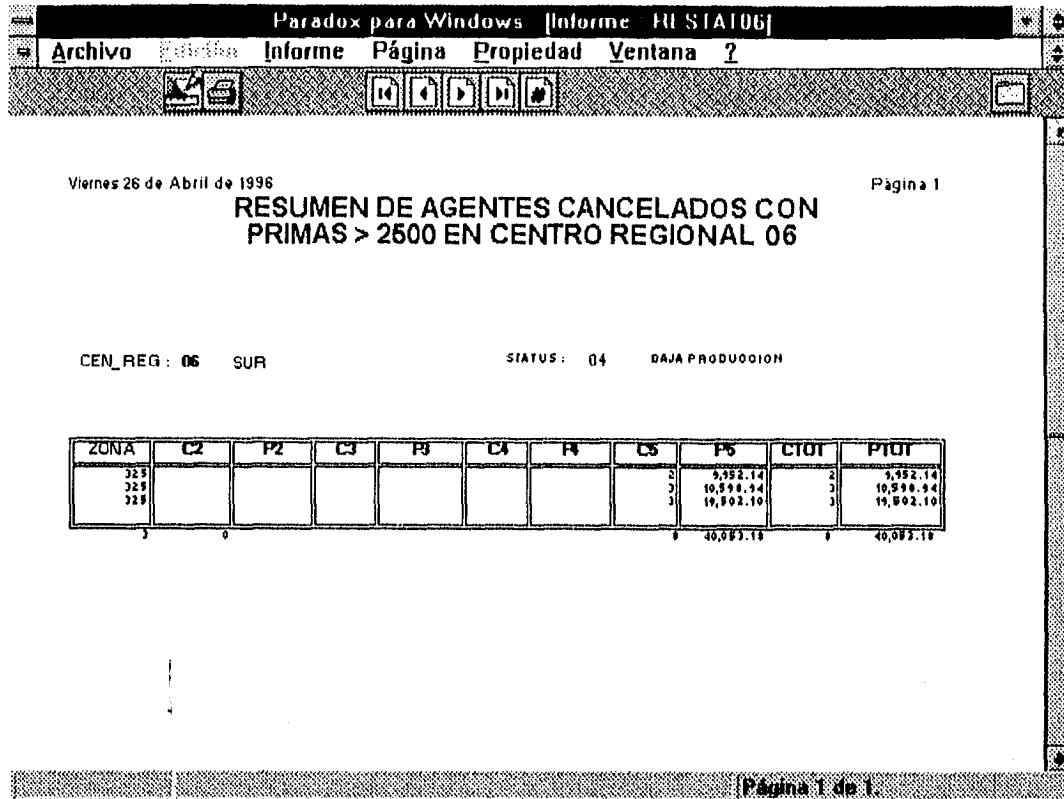 Paradox para Windows [Informe : RESTAT06]
Archivo Edición Informe Página Propiedad Ventana ?
Viernes 26 de Abril de 1996 Página 1
RESUMEN DE AGENTES CANCELADOS CON
PRIMAS > 2500 EN CENTRO REGIONAL 06
CEN_REG : 06 SUR STATUS : 04 BAJA PRODUCCION
ZONA C2 P2 C3 P3 C4 P4 C5 P5 CTOT PTOT
325 2 9,952.14 2 9,952.14
325 3 10,598.94 3 10,598.94
325 3 19,502.10 3 19,502.10
3 0 8 40,053.18 8 40,053.18
Página 1 de 1.